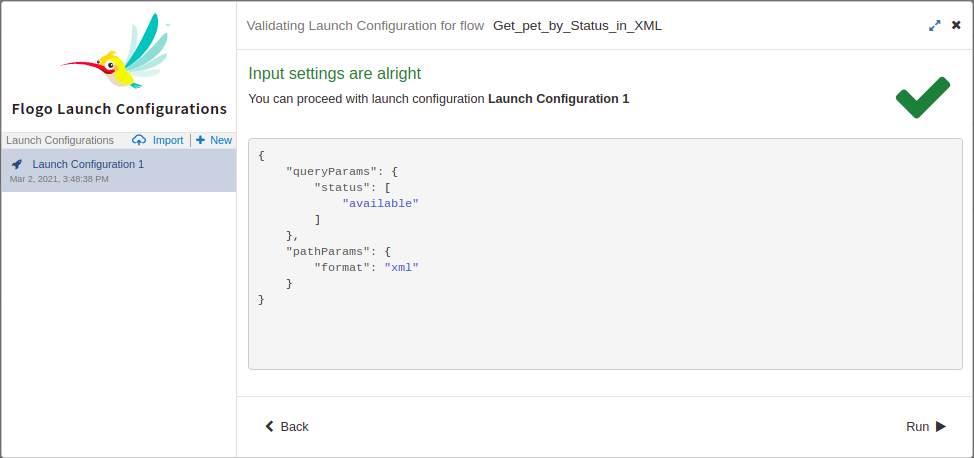 Flogo Launch Configurations
Launch Configurations Import + New
Launch Configuration 1
Mar 2, 2021, 3:48:38 PM
Validating Launch Configuration for flow Get_pet_by_Status_in_XML
Input settings are alright
You can proceed with launch configuration Launch Configuration 1
{
    "queryParams": {
        "status": [
            "available"
        ]
    },
    "pathParams": {
        "format": "xml"
    }
}
Back
Run